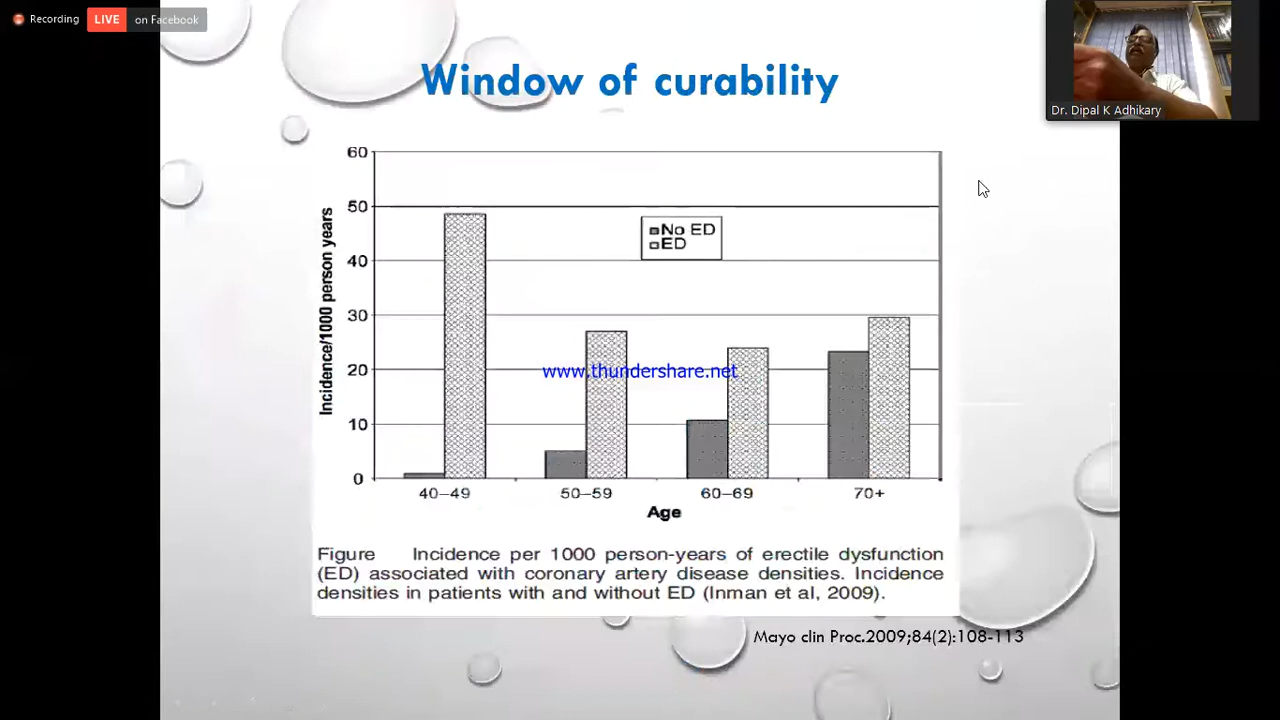 Recording
LIVE on Facebook
Window of curability
Dr. Dipal K Adhikary
60
50
40
30
20
10
0
Incidence/1000 person years
No ED
ED
www.thundershare.net
40–49 50–59 60–69 70+
Age
Figure Incidence per 1000 person-years of erectile dysfunction
(ED) associated with coronary artery disease densities. Incidence
densities in patients with and without ED (Inman et al, 2009).
Mayo clin Proc.2009;84(2):108-113